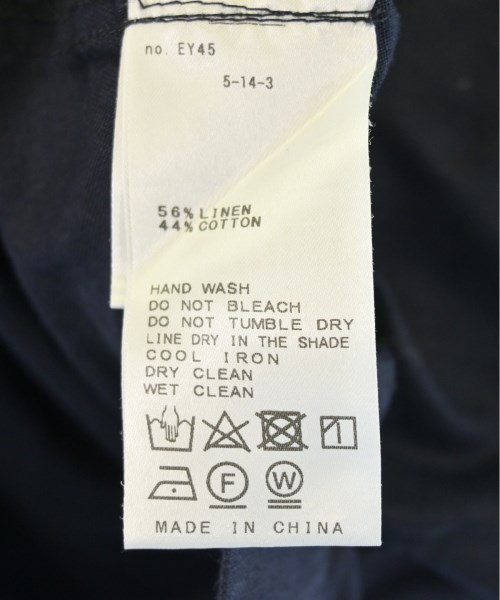 no. EY45
5-14-3
56% LINEN
44% COTTON
HAND WASH
DO NOT BLEACH
DO NOT TUMBLE DRY
LINE DRY IN THE SHADE
COOL IRON
DRY CLEAN
WET CLEAN
F W
MADE IN CHINA